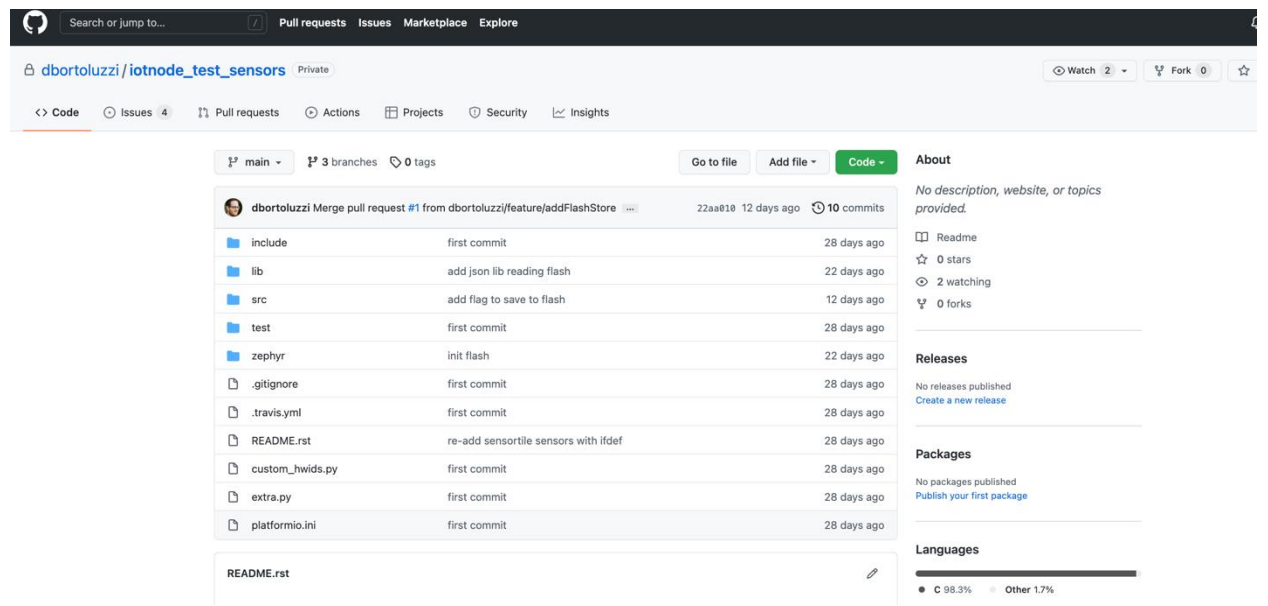 Search or jump to... / Pull requests Issues Marketplace Explore
dbortoluzzi / iotnode_test_sensors Private Watch 2 Fork 0
Code Issues 4 Pull requests Actions Projects Security Insights
main 3 branches 0 tags Go to file Add file Code
dbortoluzzi Merge pull request #1 from dbortoluzzi/feature/addFlashStore ... 22aa010 12 days ago 10 commits
include first commit 28 days ago
lib add json lib reading flash 22 days ago
src add flag to save to flash 12 days ago
test first commit 28 days ago
zephyr init flash 22 days ago
.gitignore first commit 28 days ago
.travis.yml first commit 28 days ago
README.rst re-add sensortile sensors with ifdef 28 days ago
custom_hwids.py first commit 28 days ago
extra.py first commit 28 days ago
platformio.ini first commit 28 days ago
README.rst
About
No description, website, or topics
provided.
Readme
0 stars
2 watching
0 forks
Releases
No releases published
Create a new release
Packages
No packages published
Publish your first package
Languages
C 98.3% Other 1.7%